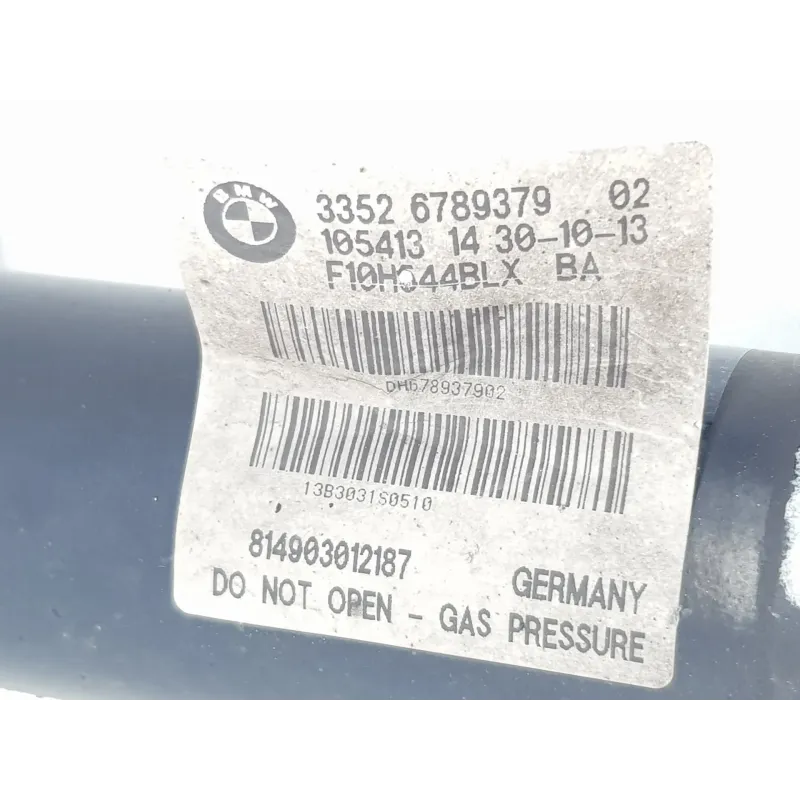 BMW
3352 6789379 02
105413 14 30-10-13
BA
DH678937902
13B3031S0510
814903012187
GERMANY
DO NOT OPEN - GAS PRESSURE